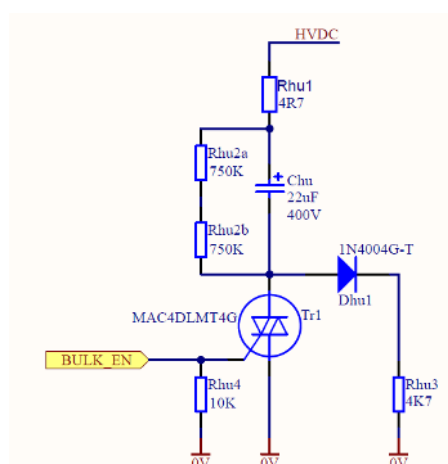 HVDC
Rhu1
4R7
Rhu2a
750K
Chu
22uF
400V
Rhu2b
750K
1N4004G-T
Dhu1
MAC4DLMT4G
Tr1
BULK_EN
Rhu4
10K
Rhu3
4K7
0V
0V
0V